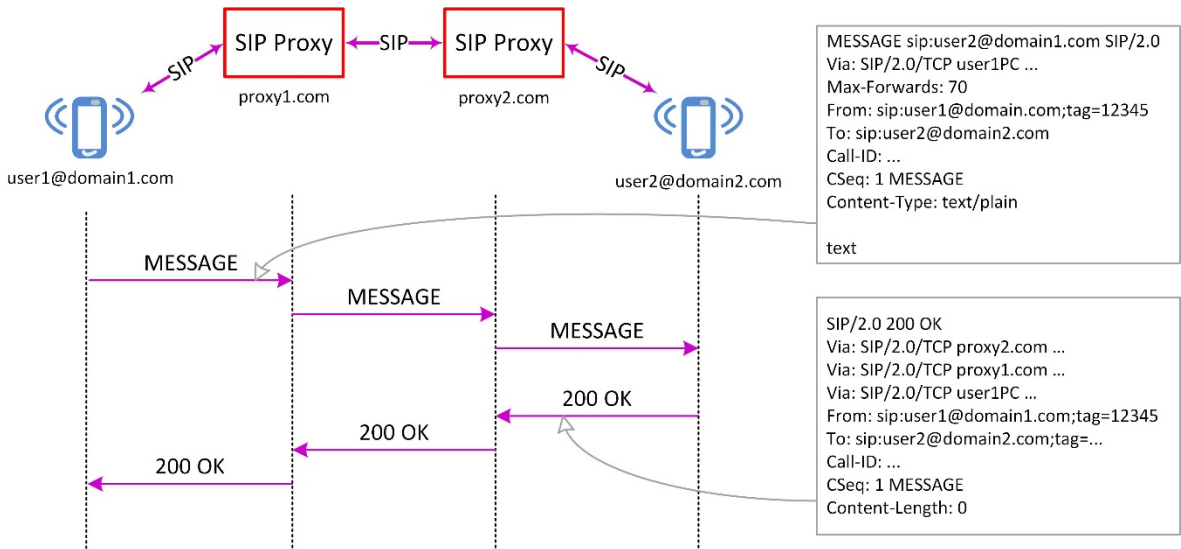 SIP Proxy
SIP
SIP Proxy
SIP
SIP
proxy1.com
proxy2.com
user1@domain1.com
user2@domain2.com
MESSAGE
MESSAGE
MESSAGE
200 OK
200 OK
200 OK
MESSAGE sip:user2@domain1.com SIP/2.0
Via: SIP/2.0/TCP user1PC ...
Max-Forwards: 70
From: sip:user1@domain.com;tag=12345
To: sip:user2@domain2.com
Call-ID: ...
CSeq: 1 MESSAGE
Content-Type: text/plain
text
SIP/2.0 200 OK
Via: SIP/2.0/TCP proxy2.com ...
Via: SIP/2.0/TCP proxy1.com ...
Via: SIP/2.0/TCP user1PC ...
From: sip:user1@domain1.com;tag=12345
To: sip:user2@domain2.com;tag=...
Call-ID: ...
CSeq: 1 MESSAGE
Content-Length: 0